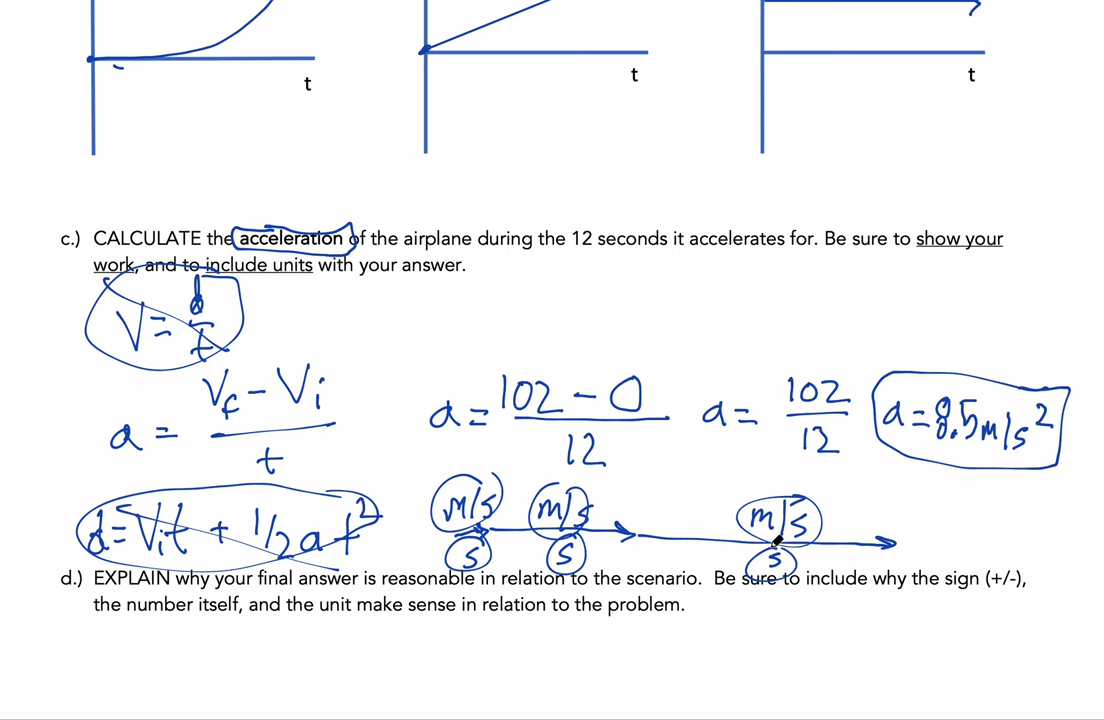 t t t
c.) CALCULATE the acceleration of the airplane during the 12 seconds it accelerates for. Be sure to show your
work, and to include units with your answer.
V = d/t
a = Vf - Vi / t a = 102 - 0 / 12 a = 102 / 12 a = 8.5 m/s²
d = Vit + 1/2 a t² m/s / s m/s / s m/s / s
d.) EXPLAIN why your final answer is reasonable in relation to the scenario. Be sure to include why the sign (+/-),
the number itself, and the unit make sense in relation to the problem.